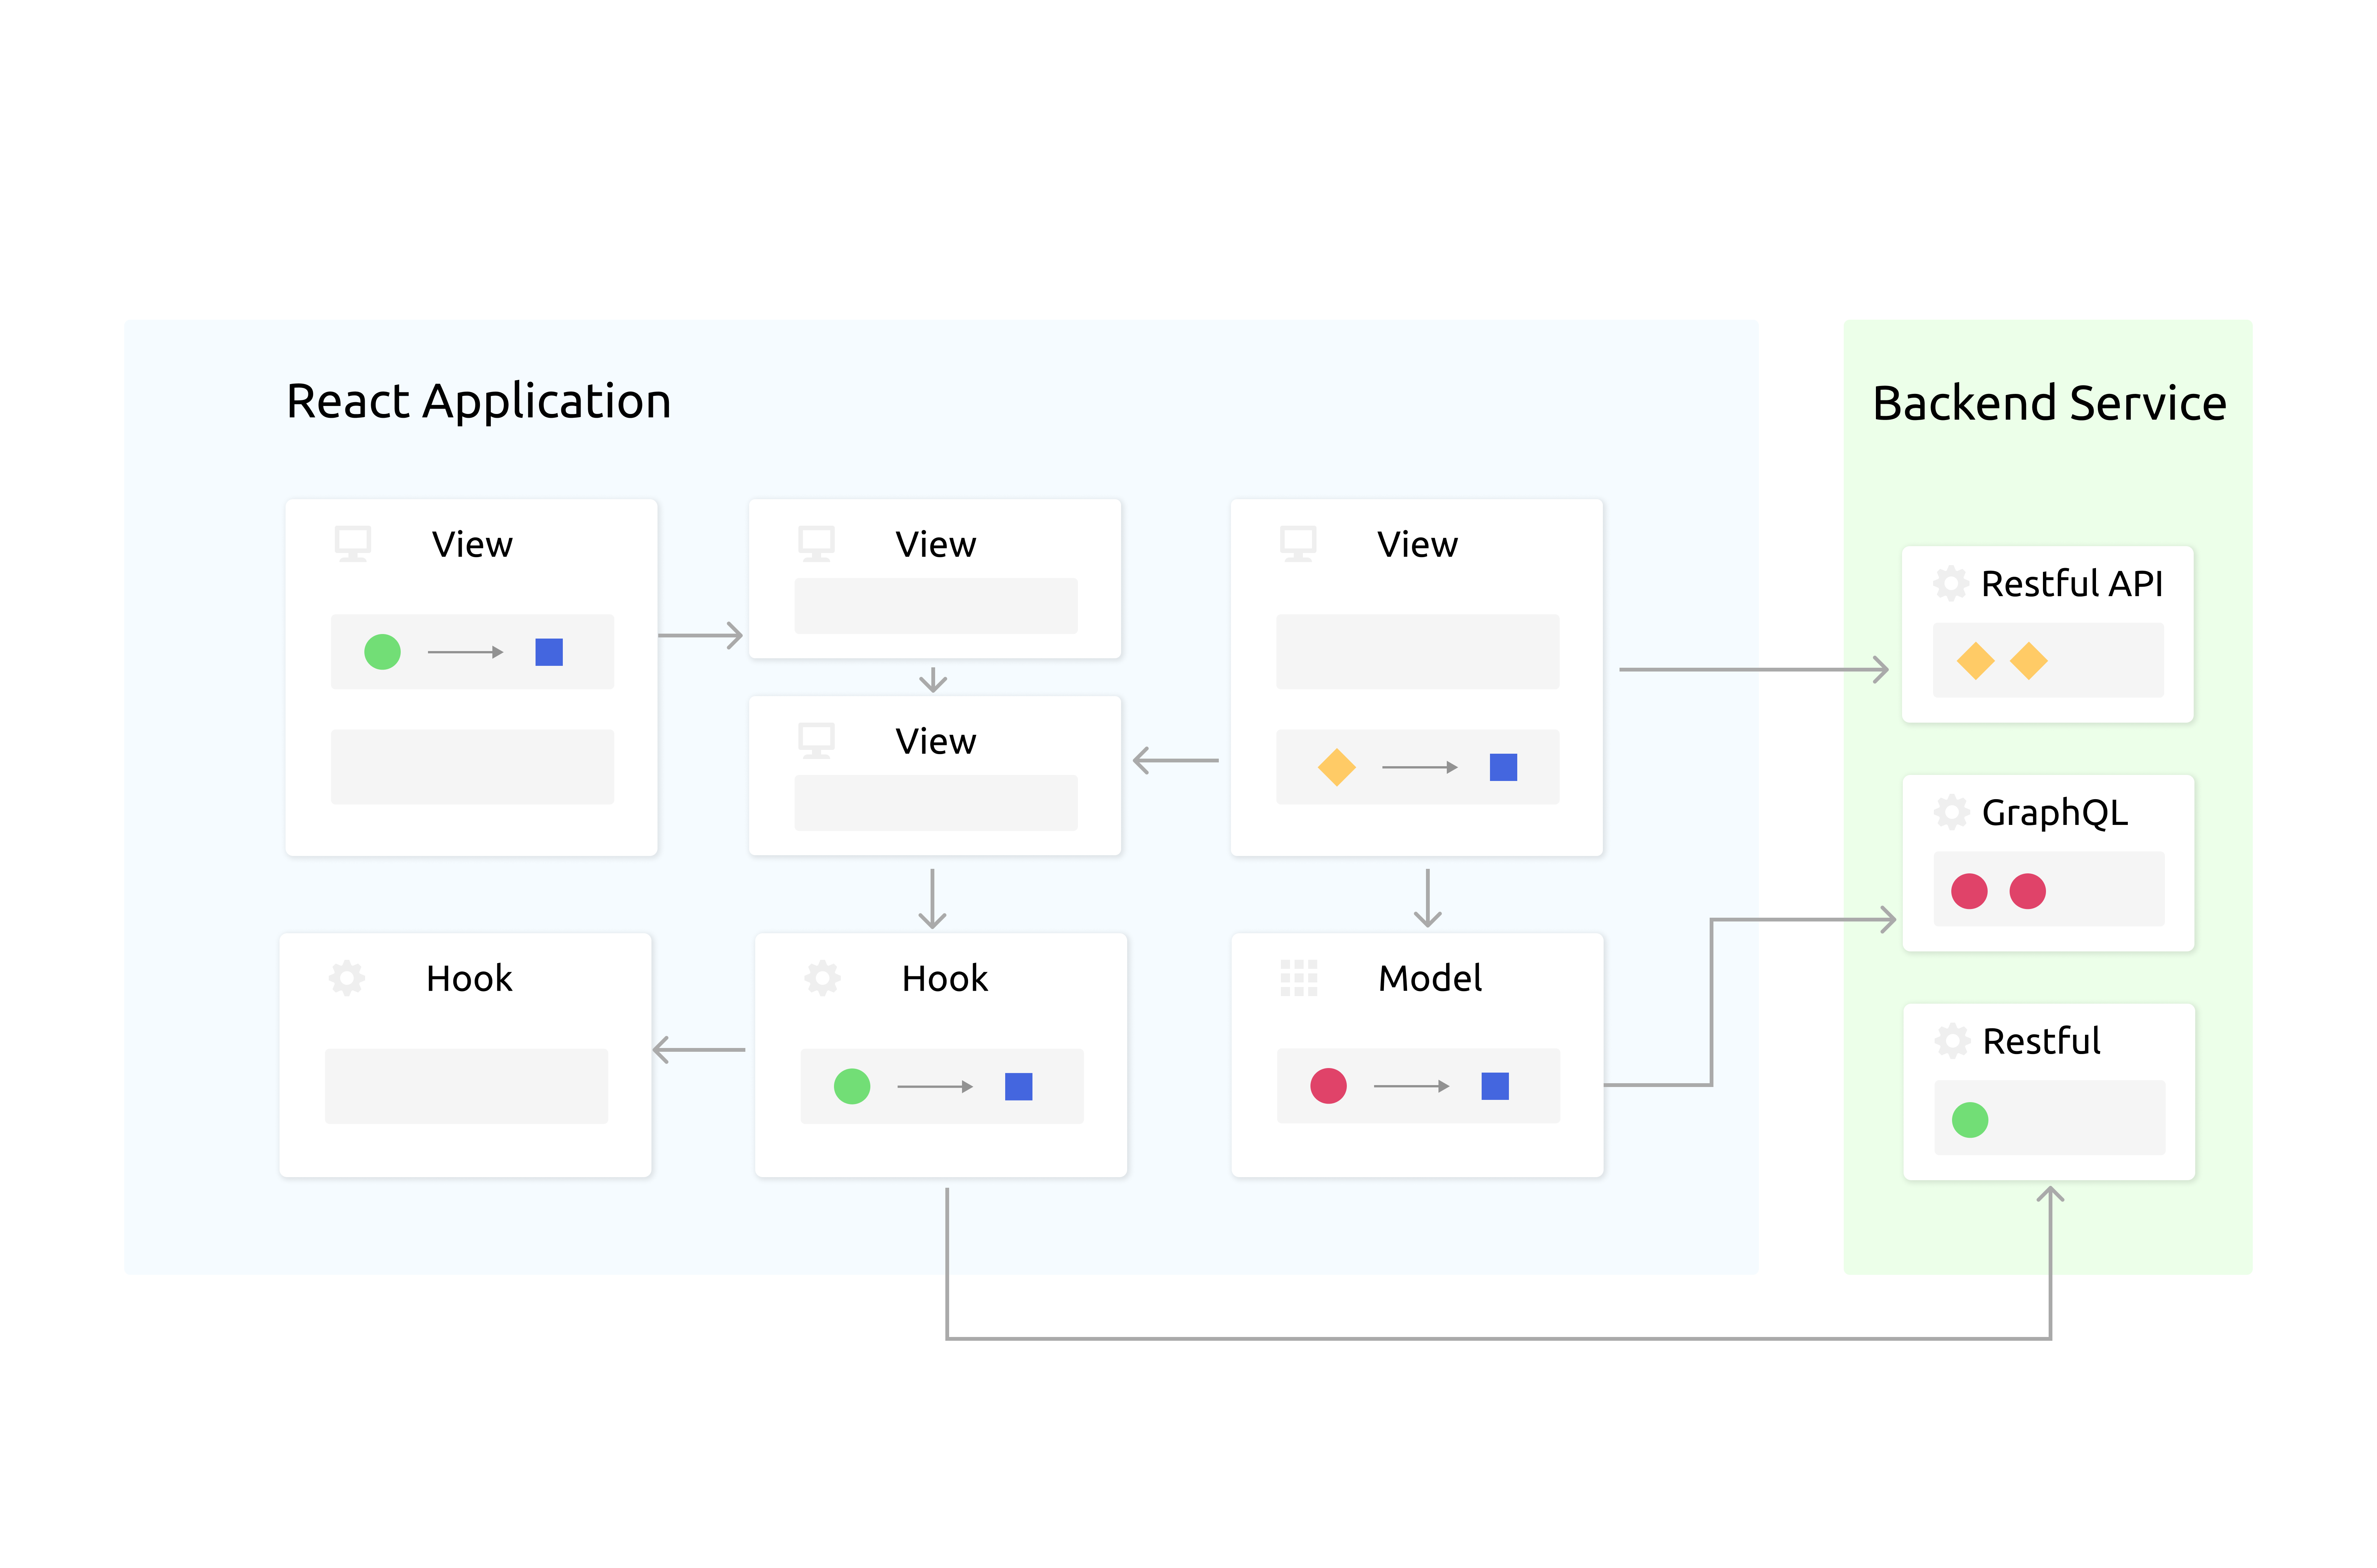 React Application
Backend Service
View
View
View
Restful API
View
GraphQL
Hook
Hook
Model
Restful